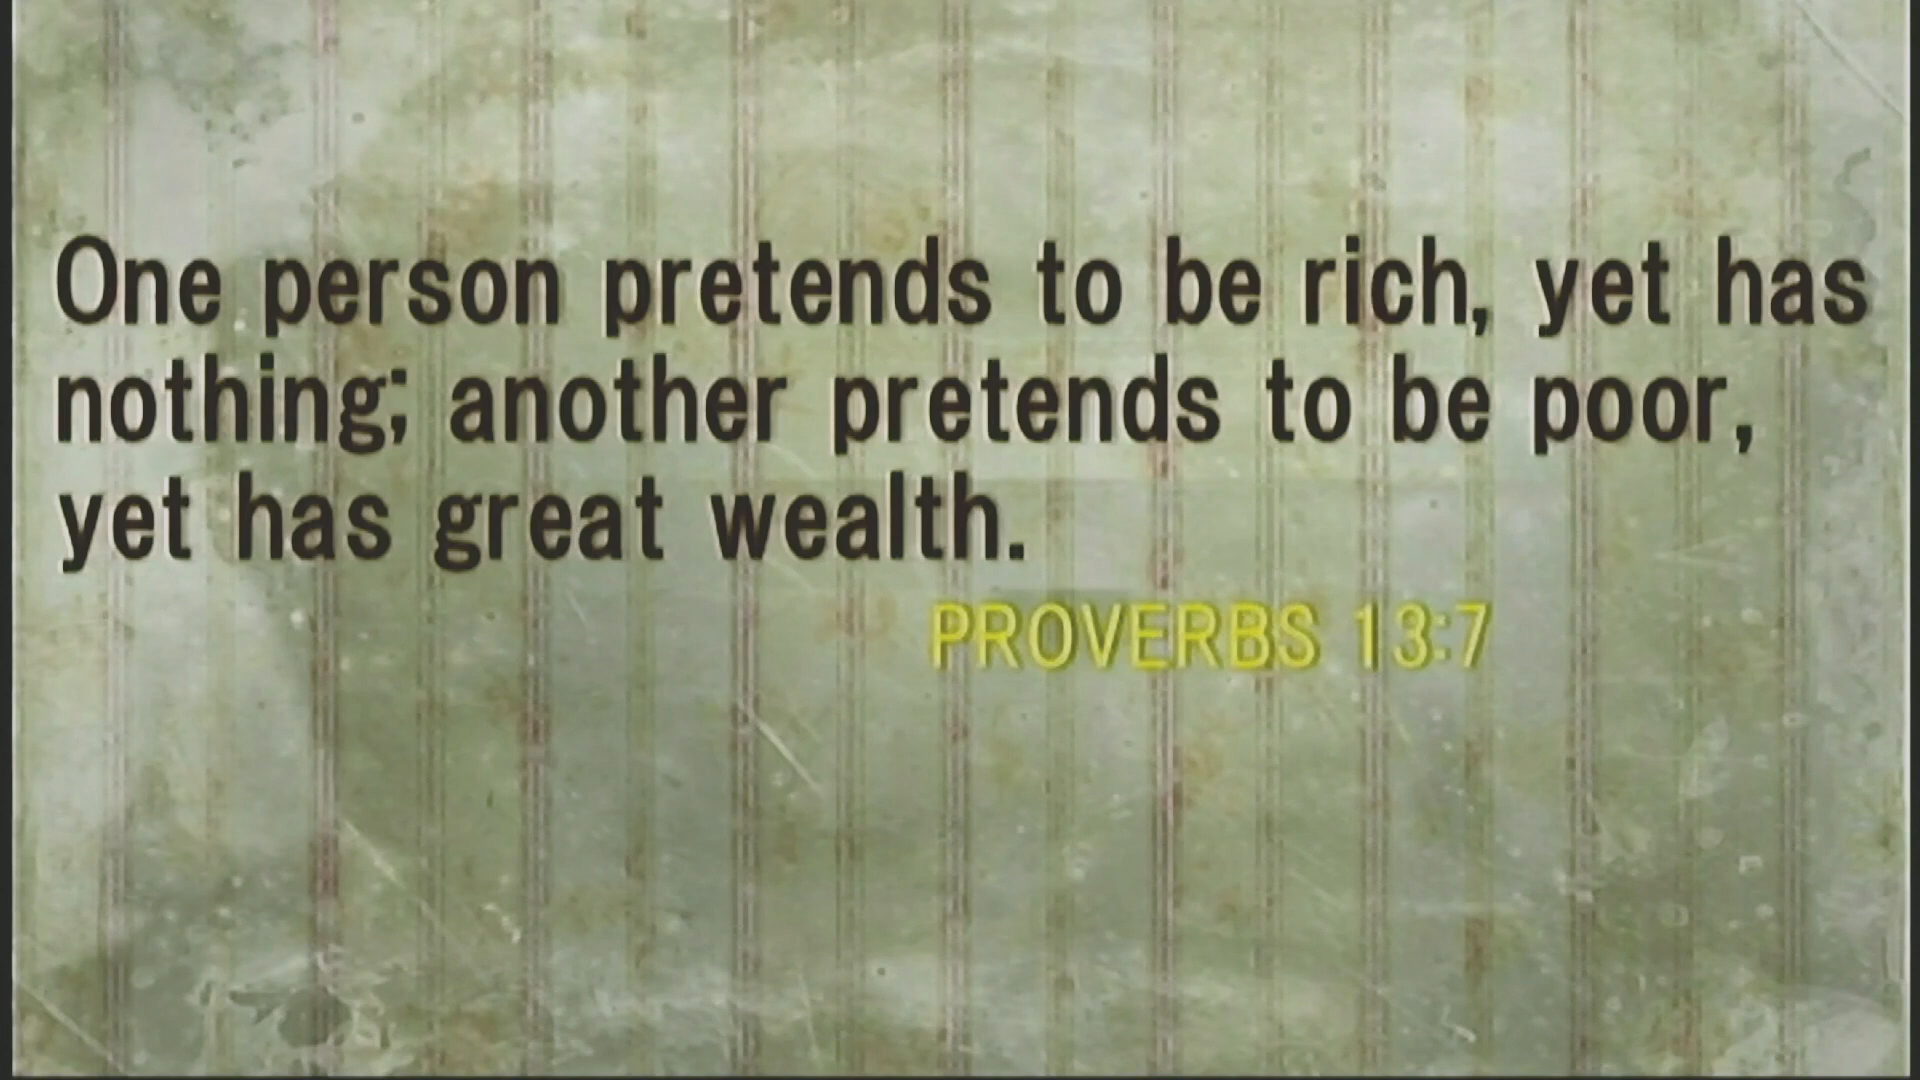 One person pretends to be rich, yet has
nothing; another pretends to be poor,
yet has great wealth.
PROVERBS 13:7